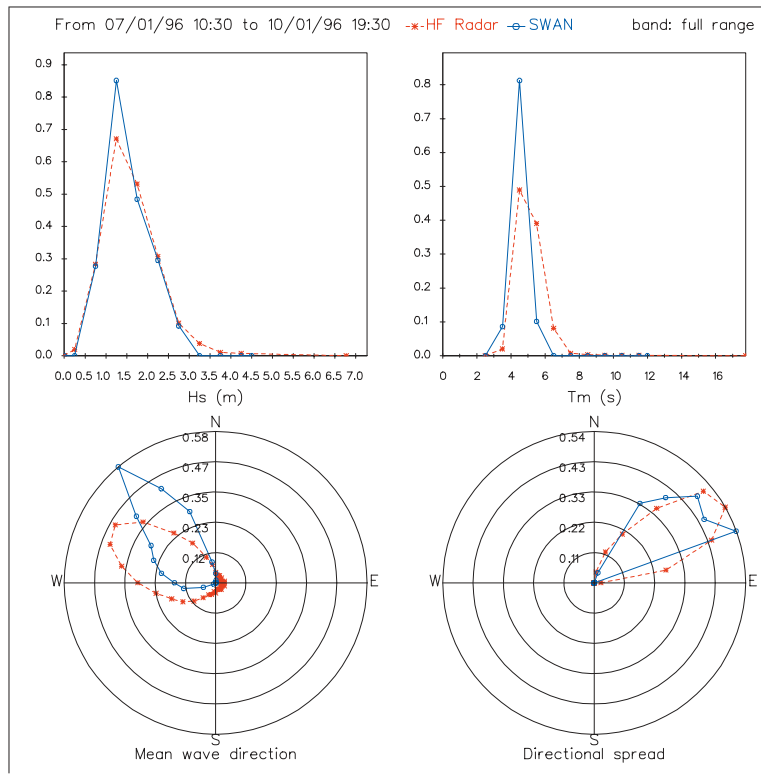 From 07/01/96 10:30 to 10/01/96 19:30 HF Radar SWAN band: full range
0.9
0.8
0.7
0.6
0.5
0.4
0.3
0.2
0.1
0.0
0.0 0.5 1.0 1.5 2.0 2.5 3.0 3.5 4.0 4.5 5.0 5.5 6.0 7.0
Hs (m)
0.8
0.7
0.6
0.5
0.4
0.3
0.2
0.1
0.0
0 2 4 6 8 10 12 14 16
Tm (s)
N
0.58
0.47
0.35
0.23
0.12
W E
S
Mean wave direction
N
0.54
0.43
0.33
0.22
0.11
W E
S
Directional spread